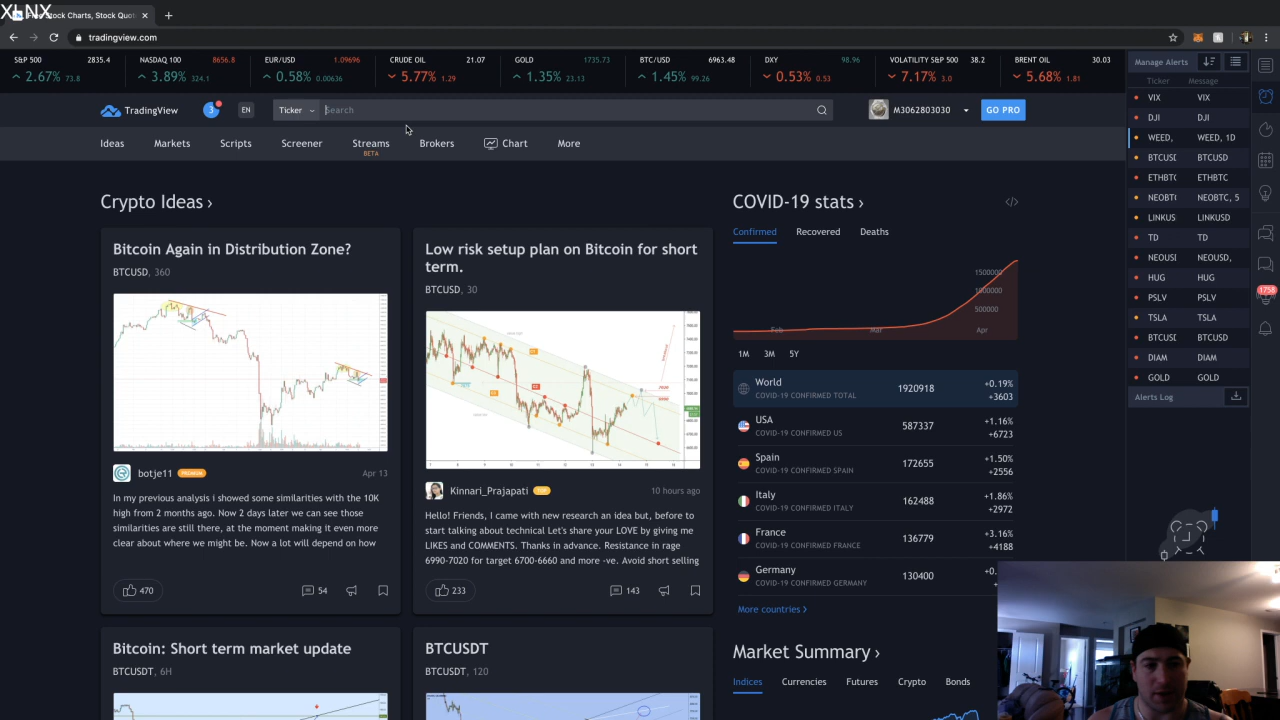 XLNX
Free Stock Charts, Stock Quot
tradingview.com
S&P 500 2835.4
2.67% 73.8
NASDAQ 100 8656.8
3.89% 324.1
EUR/USD 1.09696
0.58% 0.00636
CRUDE OIL 21.07
5.77% 1.29
GOLD 1735.73
1.35% 23.13
BTC/USD 6963.48
1.45% 99.26
DXY 98.96
0.53% 0.53
VOLATILITY S&P 500 38.2
7.17% 3.0
BRENT OIL 30.03
5.68% 1.81
TradingView 3 EN Ticker Search M3062803030 GO PRO
Ideas Markets Scripts Screener Streams Brokers Chart More
BETA
Crypto Ideas ›
Bitcoin Again in Distribution Zone?
BTCUSD, 360
botje11 PREMIUM Apr 13
In my previous analysis i showed some similarities with the 10K
high from 2 months ago. Now 2 days later we can see those
similarities are still there, at the moment making it even more
clear about where we might be. Now a lot will depend on how
470 54
Low risk setup plan on Bitcoin for short
term.
BTCUSD, 30
Kinnari_Prajapati TOP 10 hours ago
Hello! Friends, I came with new research an idea but, before to
start talking about technical Let's share your LOVE by giving me
LIKES and COMMENTS. Thanks in advance. Resistance in rage
6990-7020 for target 6700-6660 and more -ve. Avoid short selling
233 143
Bitcoin: Short term market update
BTCUSDT, 6H
BTCUSDT
BTCUSDT, 120
COVID-19 stats ›
Confirmed Recovered Deaths
1500000
1000000
500000
Feb Mar Apr
1M 3M 5Y
World 1920918 +0.19%
COVID-19 CONFIRMED TOTAL +3603
USA 587337 +1.16%
COVID-19 CONFIRMED US +6723
Spain 172655 +1.50%
COVID-19 CONFIRMED SPAIN +2556
Italy 162488 +1.86%
COVID-19 CONFIRMED ITALY +2972
France 136779 +3.16%
COVID-19 CONFIRMED FRANCE +4188
Germany 130400 +0.
COVID-19 CONFIRMED GERMANY
More countries ›
Market Summary ›
Indices Currencies Futures Crypto Bonds
Manage Alerts
Ticker Message
VIX VIX
DJI DJI
WEED, WEED, 1D
BTCUSD BTCUSD
ETHBTC ETHBTC
NEOBTC NEOBTC, 5
LINKUS LINKUSD
TD TD
NEOUSI NEOUSD,
HUG HUG
PSLV PSLV
TSLA TSLA
BTCUSD BTCUSD
DIAM DIAM
GOLD GOLD
Alerts Log
1758